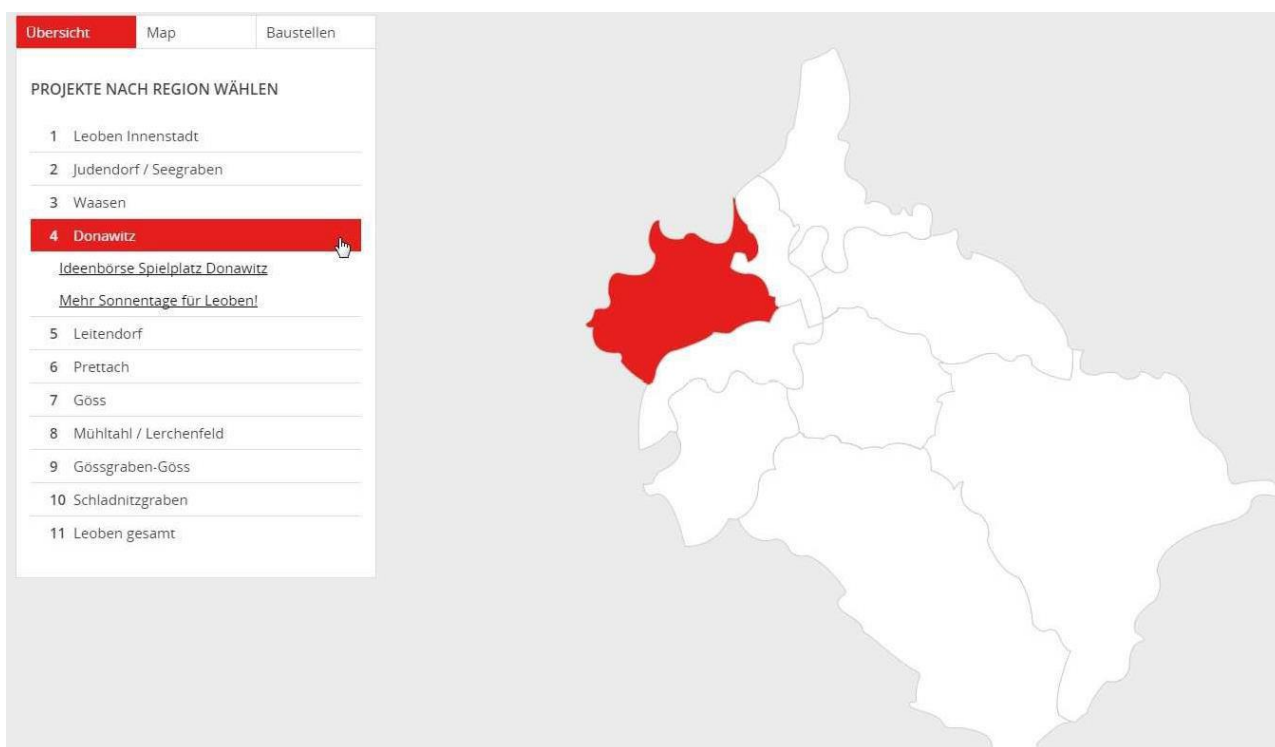 Übersicht Map Baustellen
PROJEKTE NACH REGION WÄHLEN
1 Leoben Innenstadt
2 Judendorf / Seegraben
3 Waasen
4 Donawitz
Ideenbörse Spielplatz Donawitz
Mehr Sonnentage für Leoben!
5 Leitendorf
6 Prettach
7 Göss
8 Mühltahl / Lerchenfeld
9 Gössgraben-Göss
10 Schladnitzgraben
11 Leoben gesamt